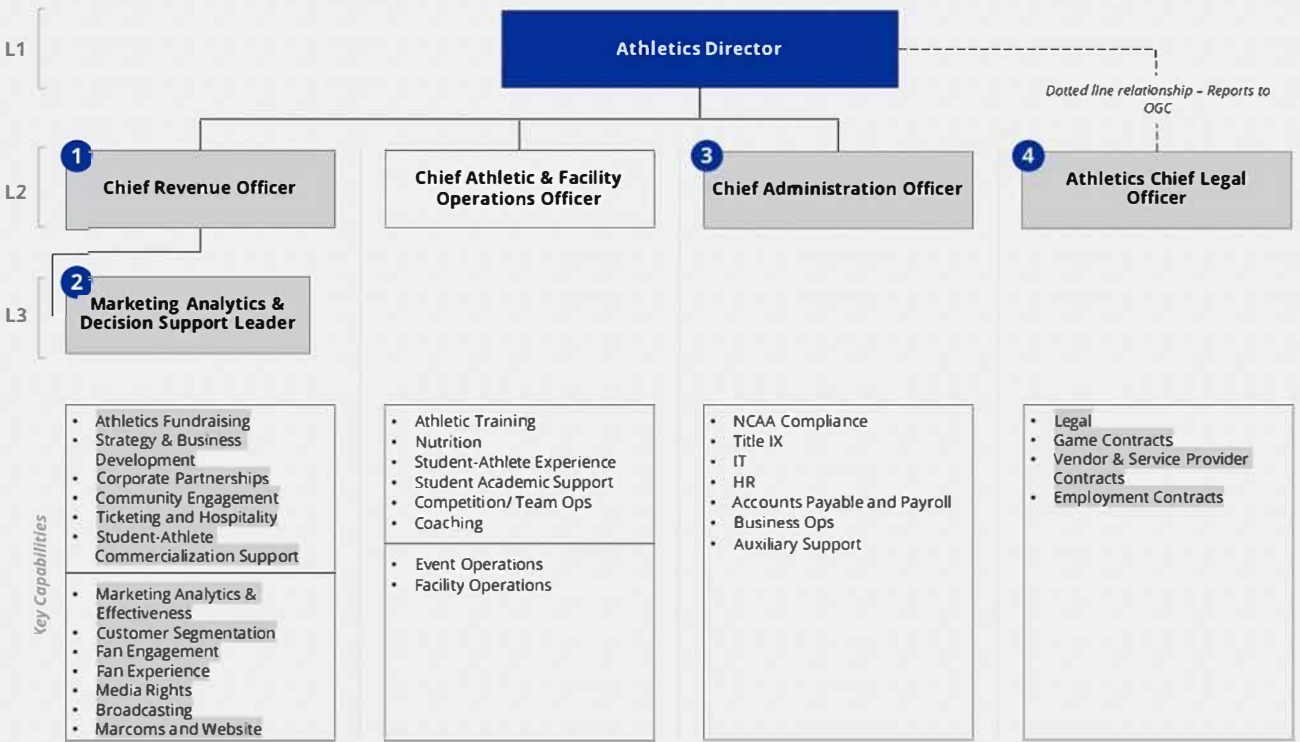 L1
Athletics Director
Dotted line relationship – Reports to
OGC
L2
1
Chief Revenue Officer
Chief Athletic & Facility
Operations Officer
3
Chief Administration Officer
4
Athletics Chief Legal
Officer
L3
2
Marketing Analytics &
Decision Support Leader
Key Capabilities
• Athletics Fundraising
• Strategy & Business
Development
• Corporate Partnerships
• Community Engagement
• Ticketing and Hospitality
• Student-Athlete
Commercialization Support
• Marketing Analytics &
Effectiveness
• Customer Segmentation
• Fan Engagement
• Fan Experience
• Media Rights
• Broadcasting
• Marcoms and Website
• Athletic Training
• Nutrition
• Student-Athlete Experience
• Student Academic Support
• Competition/ Team Ops
• Coaching
• Event Operations
• Facility Operations
• NCAA Compliance
• Title IX
• IT
• HR
• Accounts Payable and Payroll
• Business Ops
• Auxiliary Support
• Legal
• Game Contracts
• Vendor & Service Provider
Contracts
• Employment Contracts